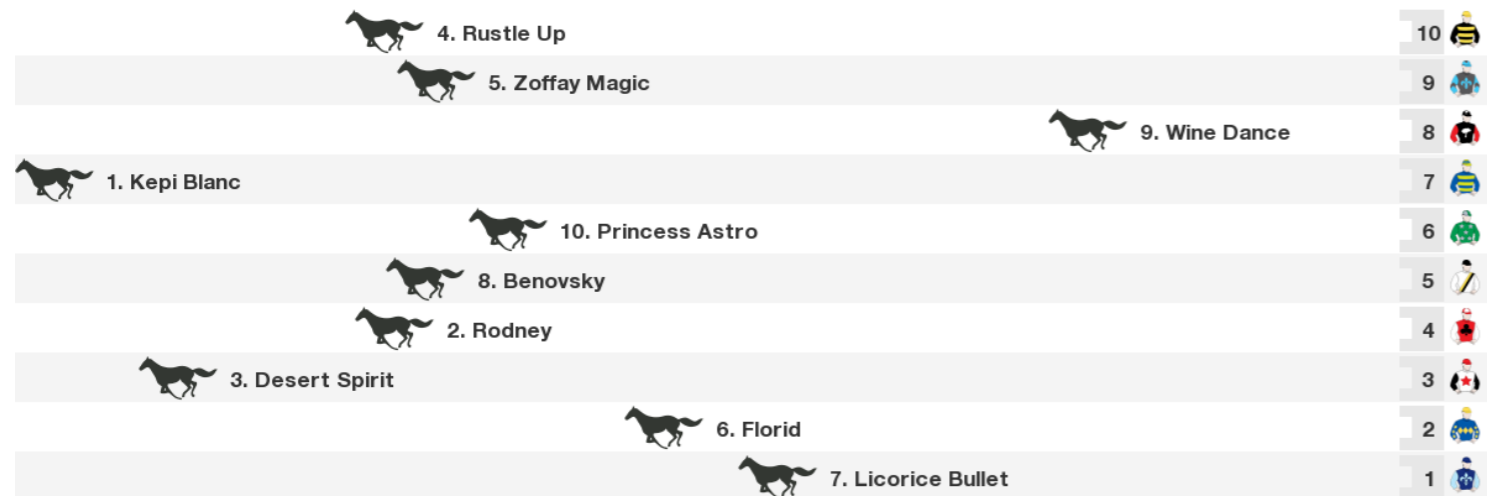 4. Rustle Up 10
5. Zoffay Magic 9
9. Wine Dance 8
1. Kepi Blanc 7
10. Princess Astro 6
8. Benovsky 5
2. Rodney 4
3. Desert Spirit 3
6. Florid 2
7. Licorice Bullet 1